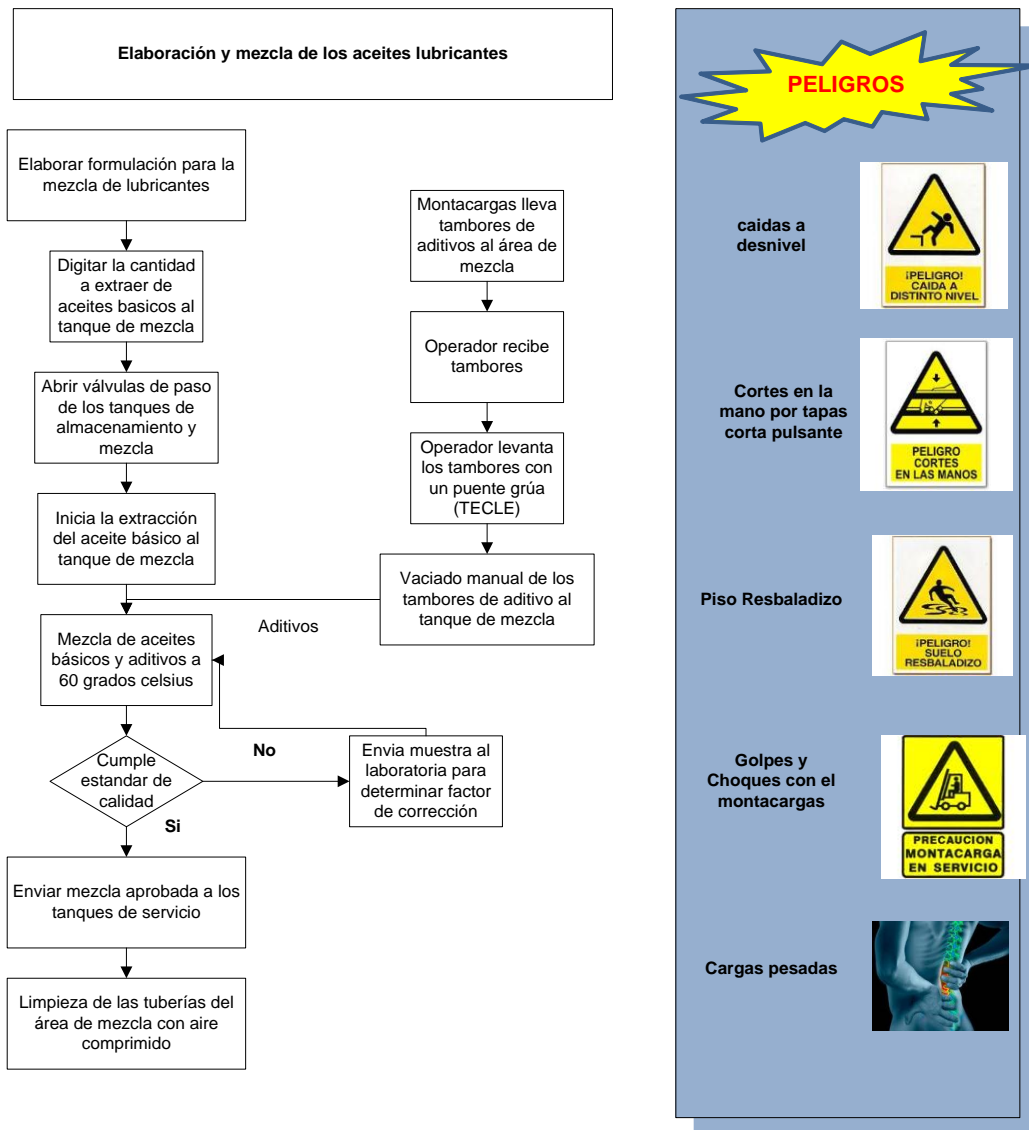 Elaboración y mezcla de los aceites lubricantes
Elaborar formulación para la
mezcla de lubricantes
Digitar la cantidad
a extraer de
aceites basicos al
tanque de mezcla
Abrir válvulas de paso
de los tanques de
almacenamiento y
mezcla
Inicia la extracción
del aceite básico al
tanque de mezcla
Montacargas lleva
tambores de
aditivos al área de
mezcla
Operador recibe
tambores
Operador levanta
los tambores con
un puente grúa
(TECLE)
Vaciado manual de los
tambores de aditivo al
tanque de mezcla
Aditivos
Mezcla de aceites
básicos y aditivos a
60 grados celsius
Cumple
estandar de
calidad
No
Envia muestra al
laboratoria para
determinar factor
de corrección
Si
Enviar mezcla aprobada a los
tanques de servicio
Limpieza de las tuberías del
área de mezcla con aire
comprimido
PELIGROS
caidas a
desnivel
¡PELIGRO!
CAIDA A
DISTINTO NIVEL
Cortes en la
mano por tapas
corta pulsante
PELIGRO
CORTES
EN LAS MANOS
Piso Resbaladizo
¡PELIGRO!
SUELO
RESBALADIZO
Golpes y
Choques con el
montacargas
PRECAUCION
MONTACARGA
EN SERVICIO
Cargas pesadas